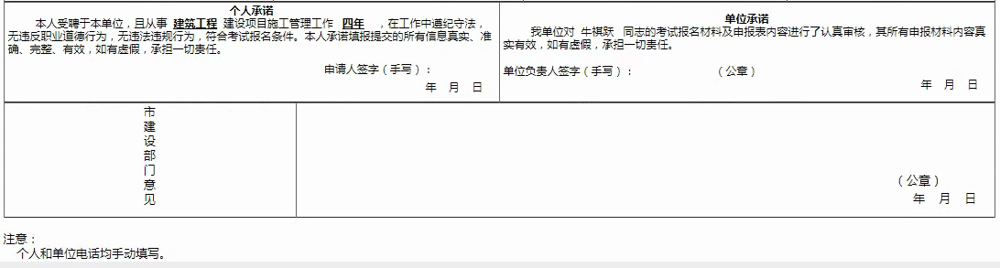 个人承诺
本人受聘于本单位，且从事 建筑工程 建设项目施工管理工作 四年 ，在工作中遵纪守法，
无违反职业道德行为，无违法违规行为，符合考试报名条件。本人承诺填报提交的所有信息真实、准
确、完整、有效，如有虚假，承担一切责任。
申请人签字（手写）：
年 月 日
单位承诺
我单位对 牛祺跃 同志的考试报名材料及申报表内容进行了认真审核，其所有申报材料内容真
实有效，如有虚假，承担一切责任。
单位负责人签字（手写）： （公章）
年 月 日
市
建
设
部
门
意
见
（公章）
年 月 日
注意：
个人和单位电话均手动填写。